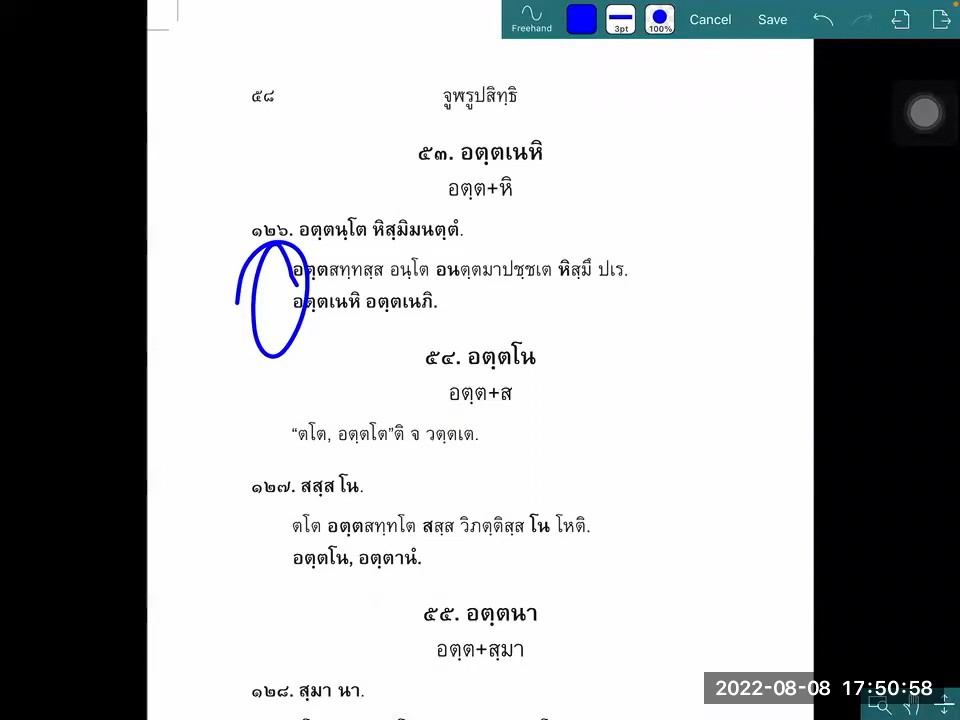 Freehand 3pt 100% Cancel Save
๕๘ จูฬรูปสิทฺธิ
๕๓. อตฺตเนหิ
อตฺต+หิ
๑๒๖. อตฺตนฺโต หิสฺมิมนตฺตํ.
อตฺตสทฺทสฺส อนฺโต อนตฺตมาปชฺชเต หิสฺมึ ปเร.
อตฺตเนหิ อตฺตเนภิ.
๕๔. อตฺตโน
อตฺต+ส
“ตโต, อตฺตโต”ติ จ วตฺตเต.
๑๒๗. สสฺส โน.
ตโต อตฺตสทฺทโต สสฺส วิภตฺติสฺส โน โหติ.
อตฺตโน, อตฺตานํ.
๕๕. อตฺตนา
อตฺต+สฺมา
๑๒๘. สฺมา นา.
2022-08-08 17:50:58